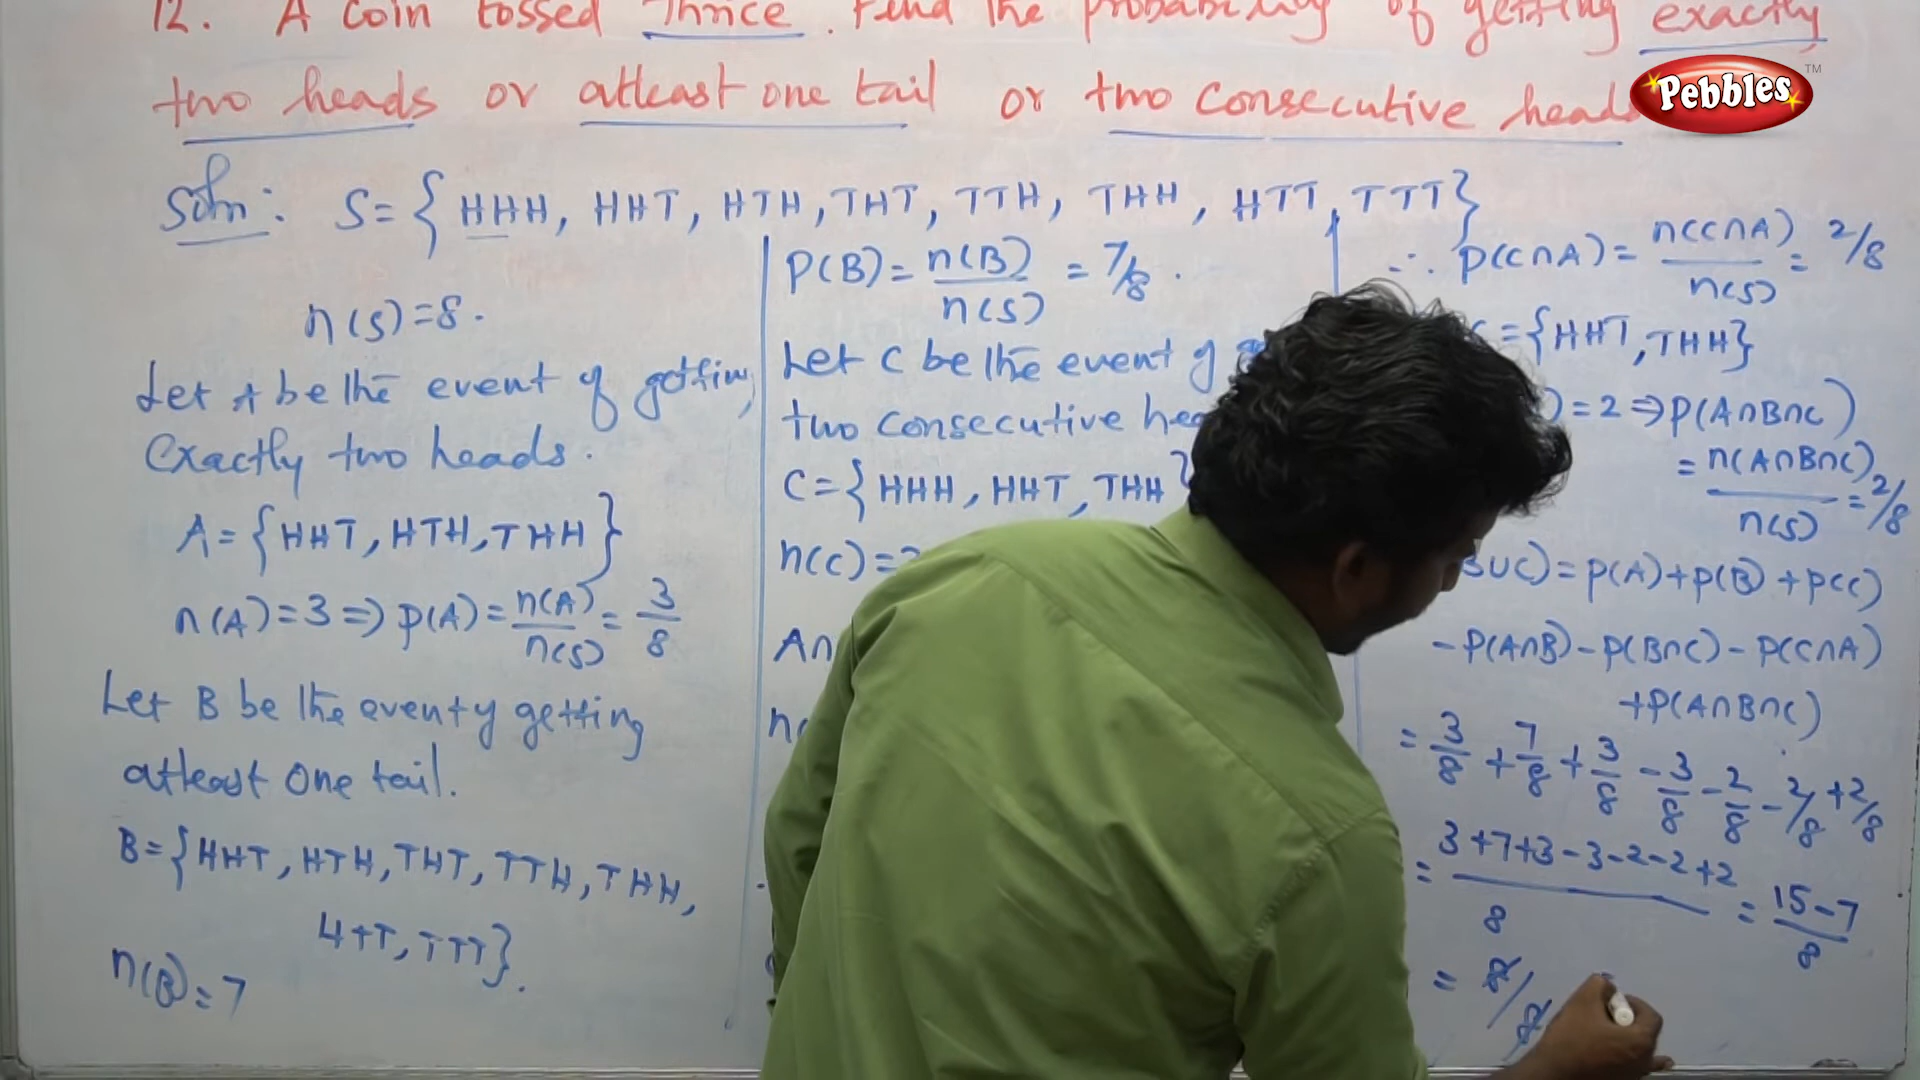 12. A Coin tossed Thrice. Find the probability of getting exactly
two heads or atleast one tail or two consecutive heads
Pebbles TM
Soln: S={HHH, HHT, HTH, THT, TTH, THH, HTT, TTT}
n(S)=8.
Let A be the event of getting
Exactly two heads.
A={HHT, HTH, THH}
n(A)=3⇒P(A)=n(A)/n(S)=3/8
Let B be the event of getting
atleast One tail.
B={HHT, HTH, THT, TTH, THH,
HTT, TTT}.
n(B)=7
P(B)=n(B)/n(S)=7/8.
Let C be the event of
two consecutive
C={HHH, HHT, THH}
n(C)=
A∩
∴ P(C∩A)=n(C∩A)/n(S)=2/8
={HHT, THH}
)=2⇒P(A∩B∩C)
=n(A∩B∩C)/n(S)=2/8
BUC)=P(A)+P(B)+P(C)
-P(A∩B)-P(B∩C)-P(C∩A)
+P(A∩B∩C)
=3/8+7/8+3/8-3/8-2/8-2/8+2/8
=3+7+3-3-2-2+2/8=15-7/8
=8/8